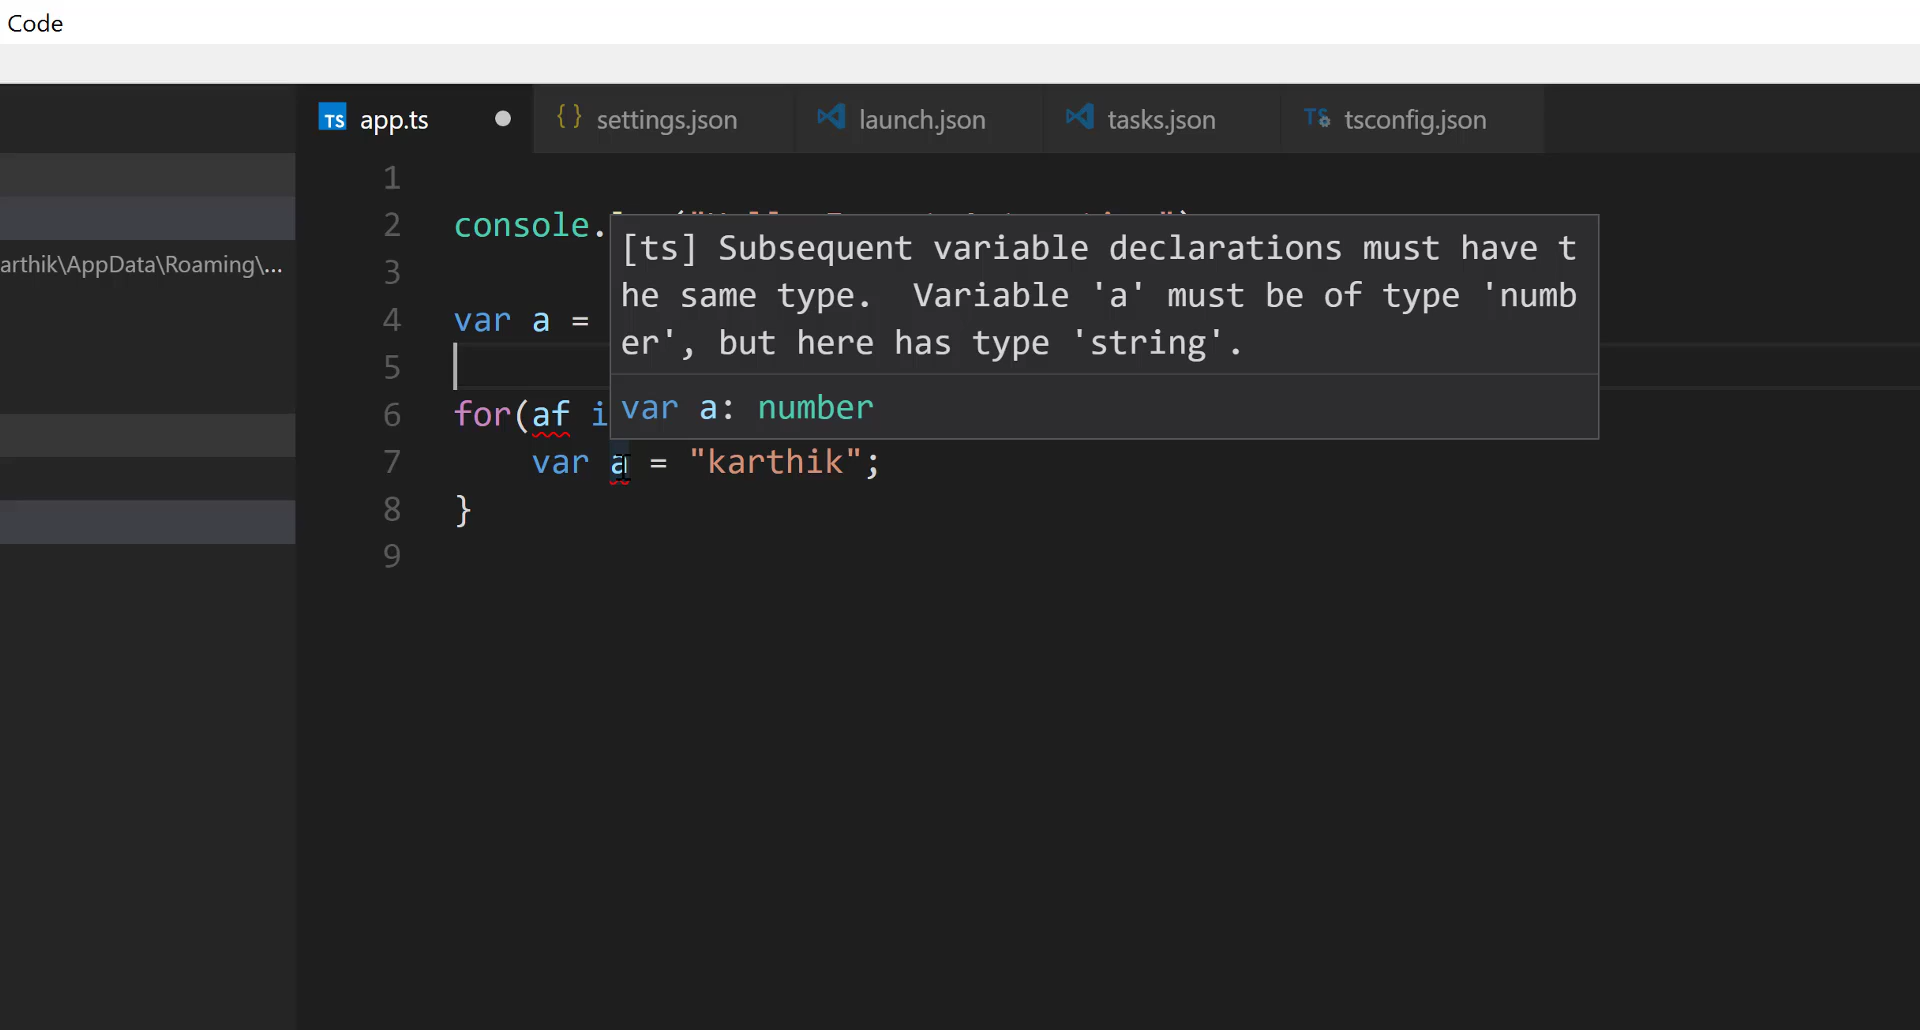 Code
TS app.ts
{} settings.json
launch.json
tasks.json
TS tsconfig.json
arthik\AppData\Roaming\...
1
2 console.
3
4 var a =
5
6 for(af i
7 var a = "karthik";
8 }
9
[ts] Subsequent variable declarations must have t
he same type. Variable 'a' must be of type 'numb
er', but here has type 'string'.
var a: number